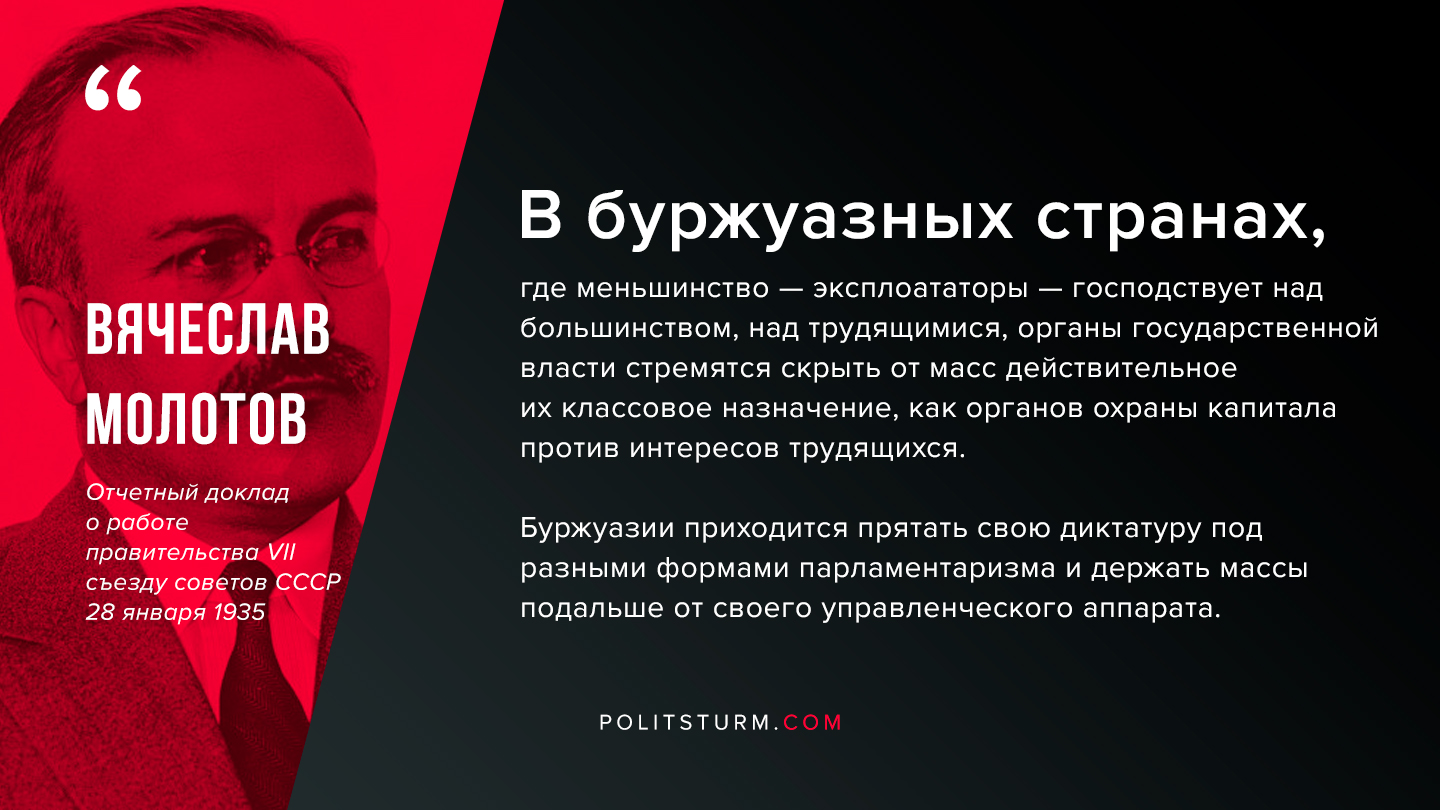 “
ВЯЧЕСЛАВ
МОЛОТОВ
Отчетный доклад
о работе
правительства VII
съезду советов СССР
28 января 1935
В буржуазных странах,
где меньшинство — эксплоататоры — господствует над
большинством, над трудящимися, органы государственной
власти стремятся скрыть от масс действительное
их классовое назначение, как органов охраны капитала
против интересов трудящихся.
Буржуазии приходится прятать свою диктатуру под
разными формами парламентаризма и держать массы
подальше от своего управленческого аппарата.
POLITSTURM.COM